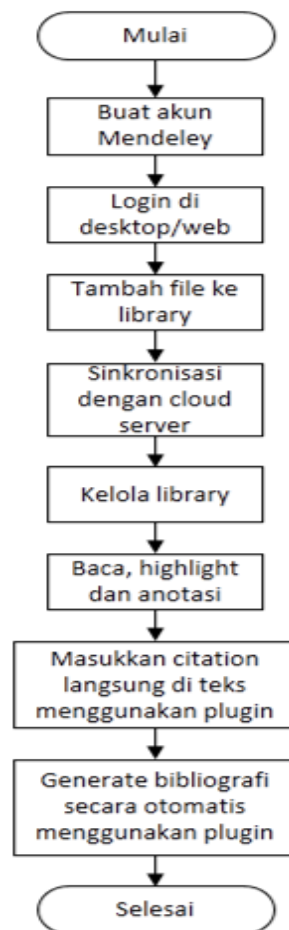 Mulai
Buat akun
Mendeley
Login di
desktop/web
Tambah file ke
library
Sinkronisasi
dengan cloud
server
Kelola library
Baca, highlight
dan anotasi
Masukkan citation
langsung di teks
menggunakan plugin
Generate bibliografi
secara otomatis
menggunakan plugin
Selesai